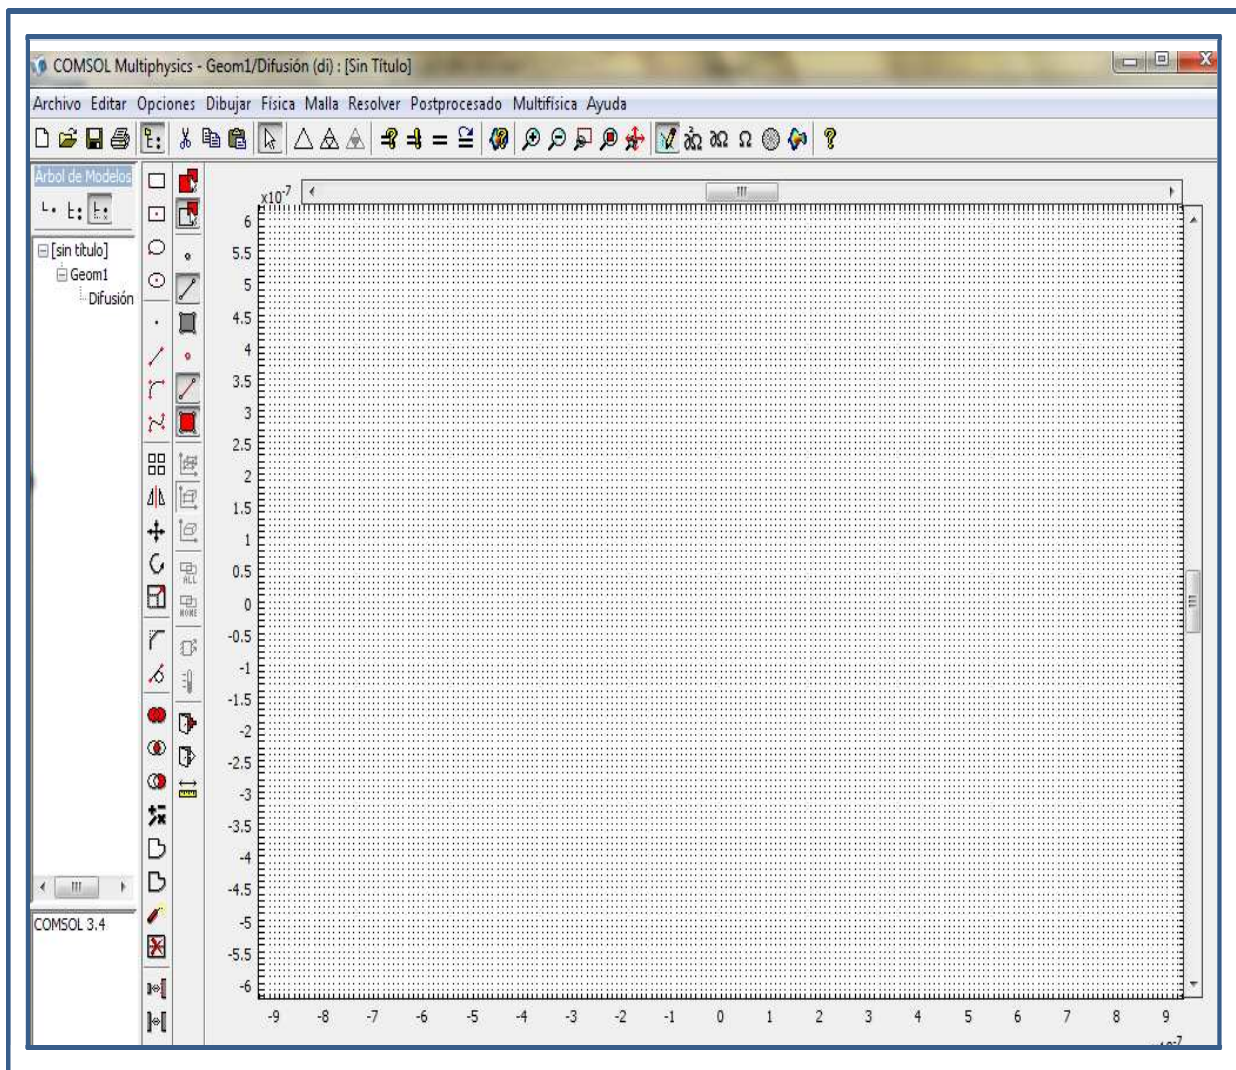 COMSOL Multiphysics - Geom1/Difusión (di) : [Sin Título]
Archivo Editar Opciones Dibujar Física Malla Resolver Postprocesado Multifísica Ayuda
Árbol de Modelos
[sin título]
Geom1
Difusión
COMSOL 3.4
ALL
NONE
x10-7
6
5.5
5
4.5
4
3.5
3
2.5
2
1.5
1
0.5
0
-0.5
-1
-1.5
-2
-2.5
-3
-3.5
-4
-4.5
-5
-5.5
-6
-9 -8 -7 -6 -5 -4 -3 -2 -1 0 1 2 3 4 5 6 7 8 9